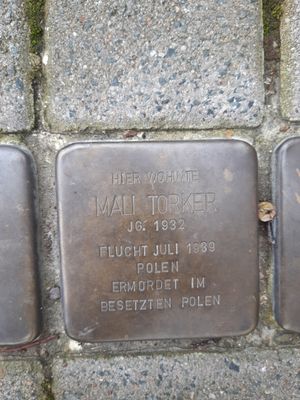 HIER WOHNTE
MALI TORKER
JG. 1932
FLUCHT JULI 1939
POLEN
ERMORDET IM
BESETZTEN POLEN